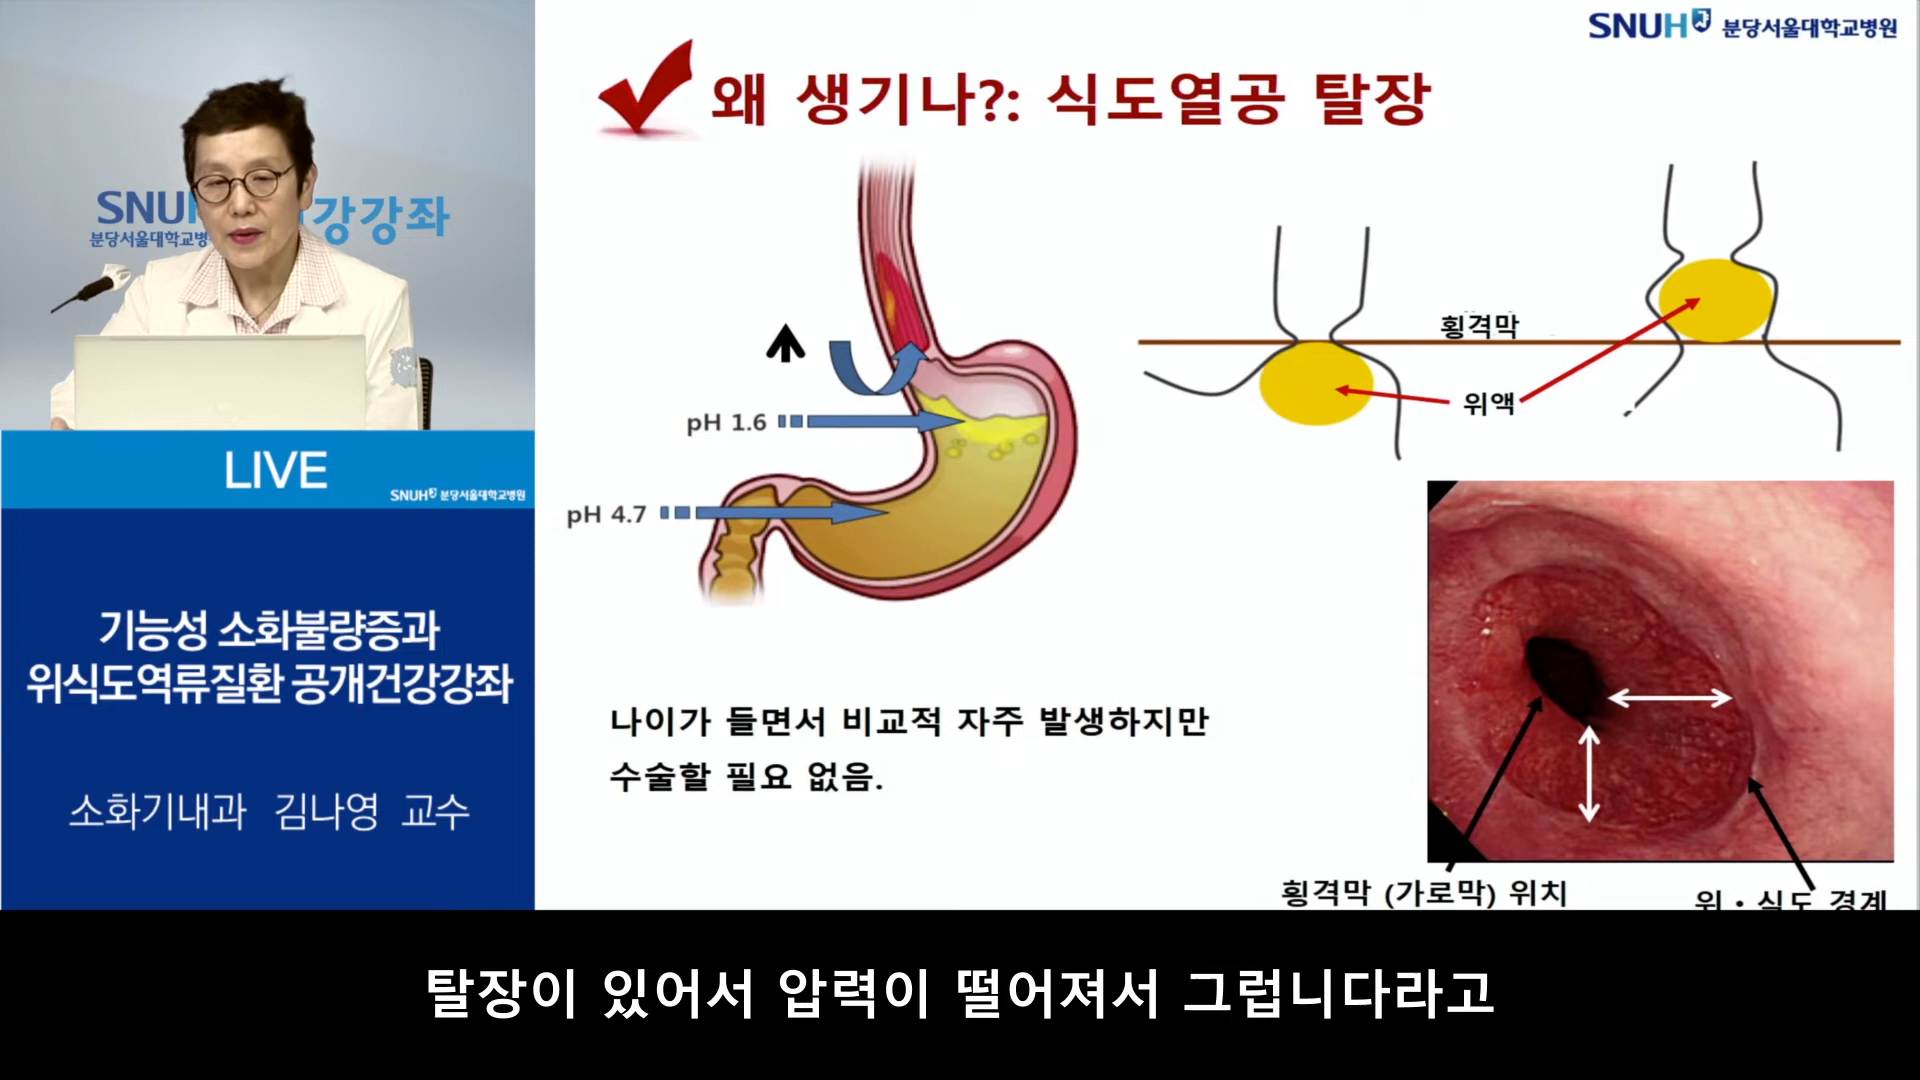 SNUH 분당서울대학교병원
왜 생기나?: 식도열공 탈장
SNUH
강강좌
분당서울대학교병
횡격막
위액
pH 1.6
pH 4.7
LIVE
SNUH 분당서울대학교병원
기능성 소화불량증과
위식도역류질환 공개건강강좌
소화기내과 김나영 교수
나이가 들면서 비교적 자주 발생하지만
수술할 필요 없음.
횡격막 (가로막) 위치
위・식도 경계
탈장이 있어서 압력이 떨어져서 그럽니다라고